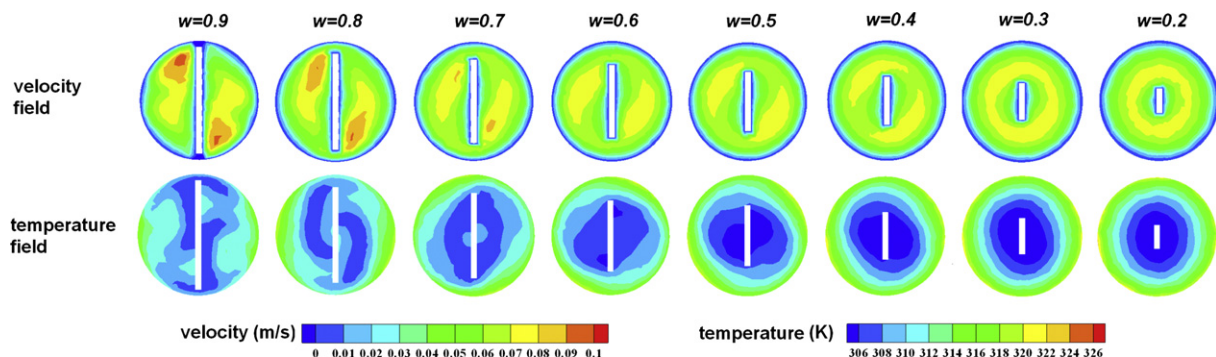 w=0.9 w=0.8 w=0.7 w=0.6 w=0.5 w=0.4 w=0.3 w=0.2
velocity
field
temperature
field
velocity (m/s)
0 0.01 0.02 0.03 0.04 0.05 0.06 0.07 0.08 0.09 0.1
temperature (K)
306 308 310 312 314 316 318 320 322 324 326